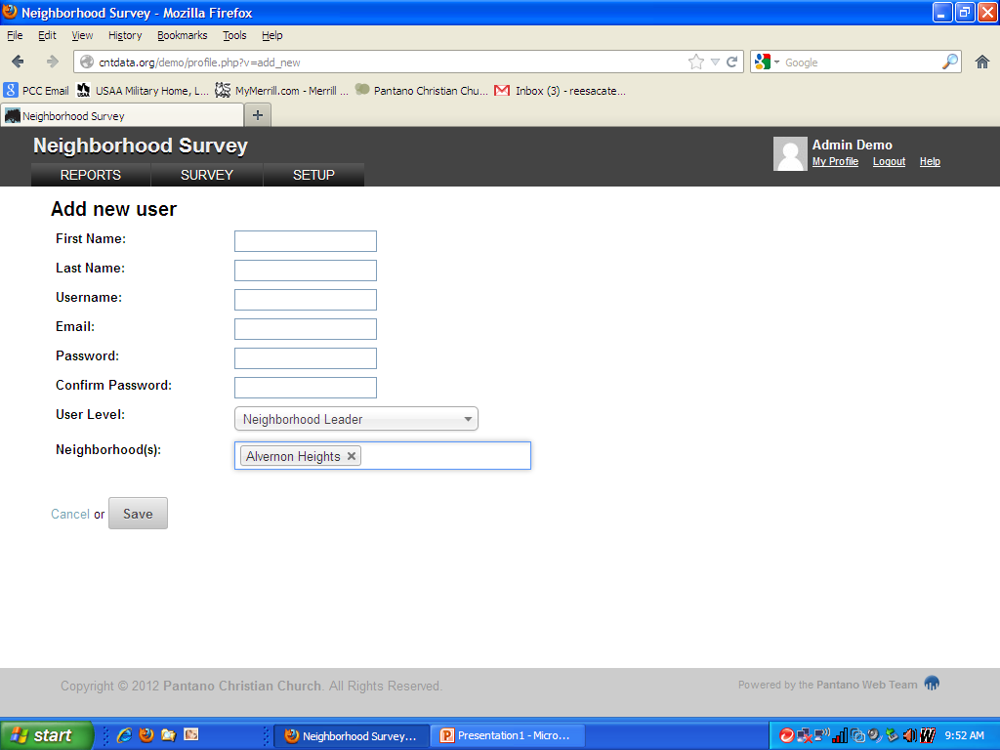 Neighborhood Survey - Mozilla Firefox
File Edit View History Bookmarks Tools Help
cntdata.org/demo/profile.php?v=add_new
Google
PCC Email USAA Military Home, L... MyMerrill.com - Merrill ... Pantano Christian Chu... Inbox (3) - reesacate...
Neighborhood Survey
Neighborhood Survey
Admin Demo
My Profile Logout Help
REPORTS SURVEY SETUP
Add new user
First Name:
Last Name:
Username:
Email:
Password:
Confirm Password:
User Level: Neighborhood Leader
Neighborhood(s): Alvernon Heights
Cancel or Save
Copyright © 2012 Pantano Christian Church. All Rights Reserved.
Powered by the Pantano Web Team
start Neighborhood Survey... Presentation1 - Micro... 9:52 AM